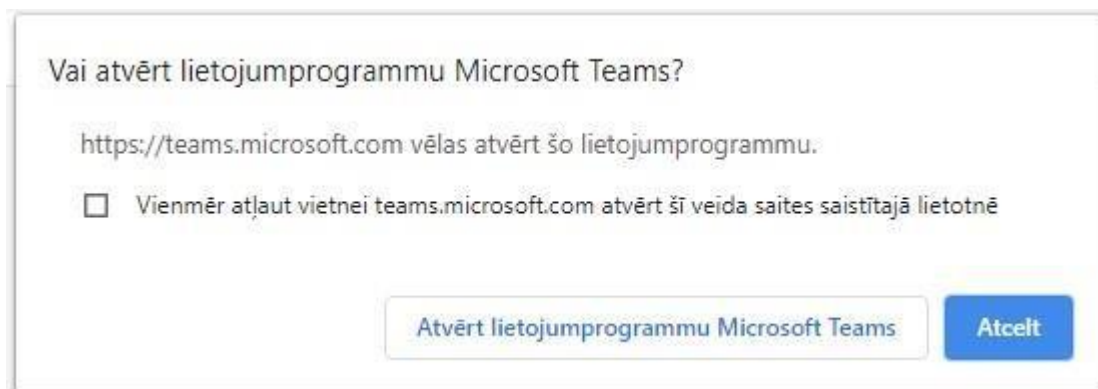 Vai atvērt lietojumprogrammu Microsoft Teams?
https://teams.microsoft.com vēlas atvērt šo lietojumprogrammu.
Vienmēr atļaut vietnei teams.microsoft.com atvērt šī veida saites saistītajā lietotnē
Atvērt lietojumprogrammu Microsoft Teams
Atcelt